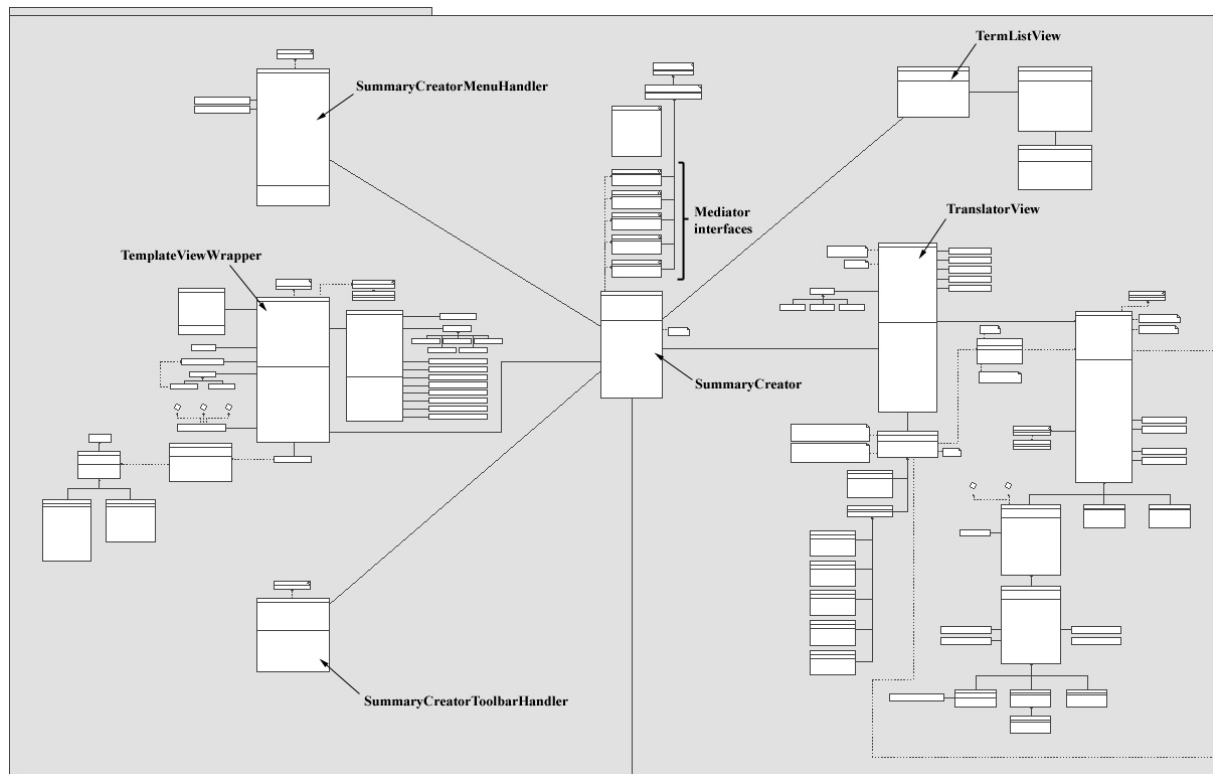 TermListView
SummaryCreatorMenuHandler
Mediator
interfaces
TranslatorView
TemplateViewWrapper
SummaryCreator
SummaryCreatorToolbarHandler